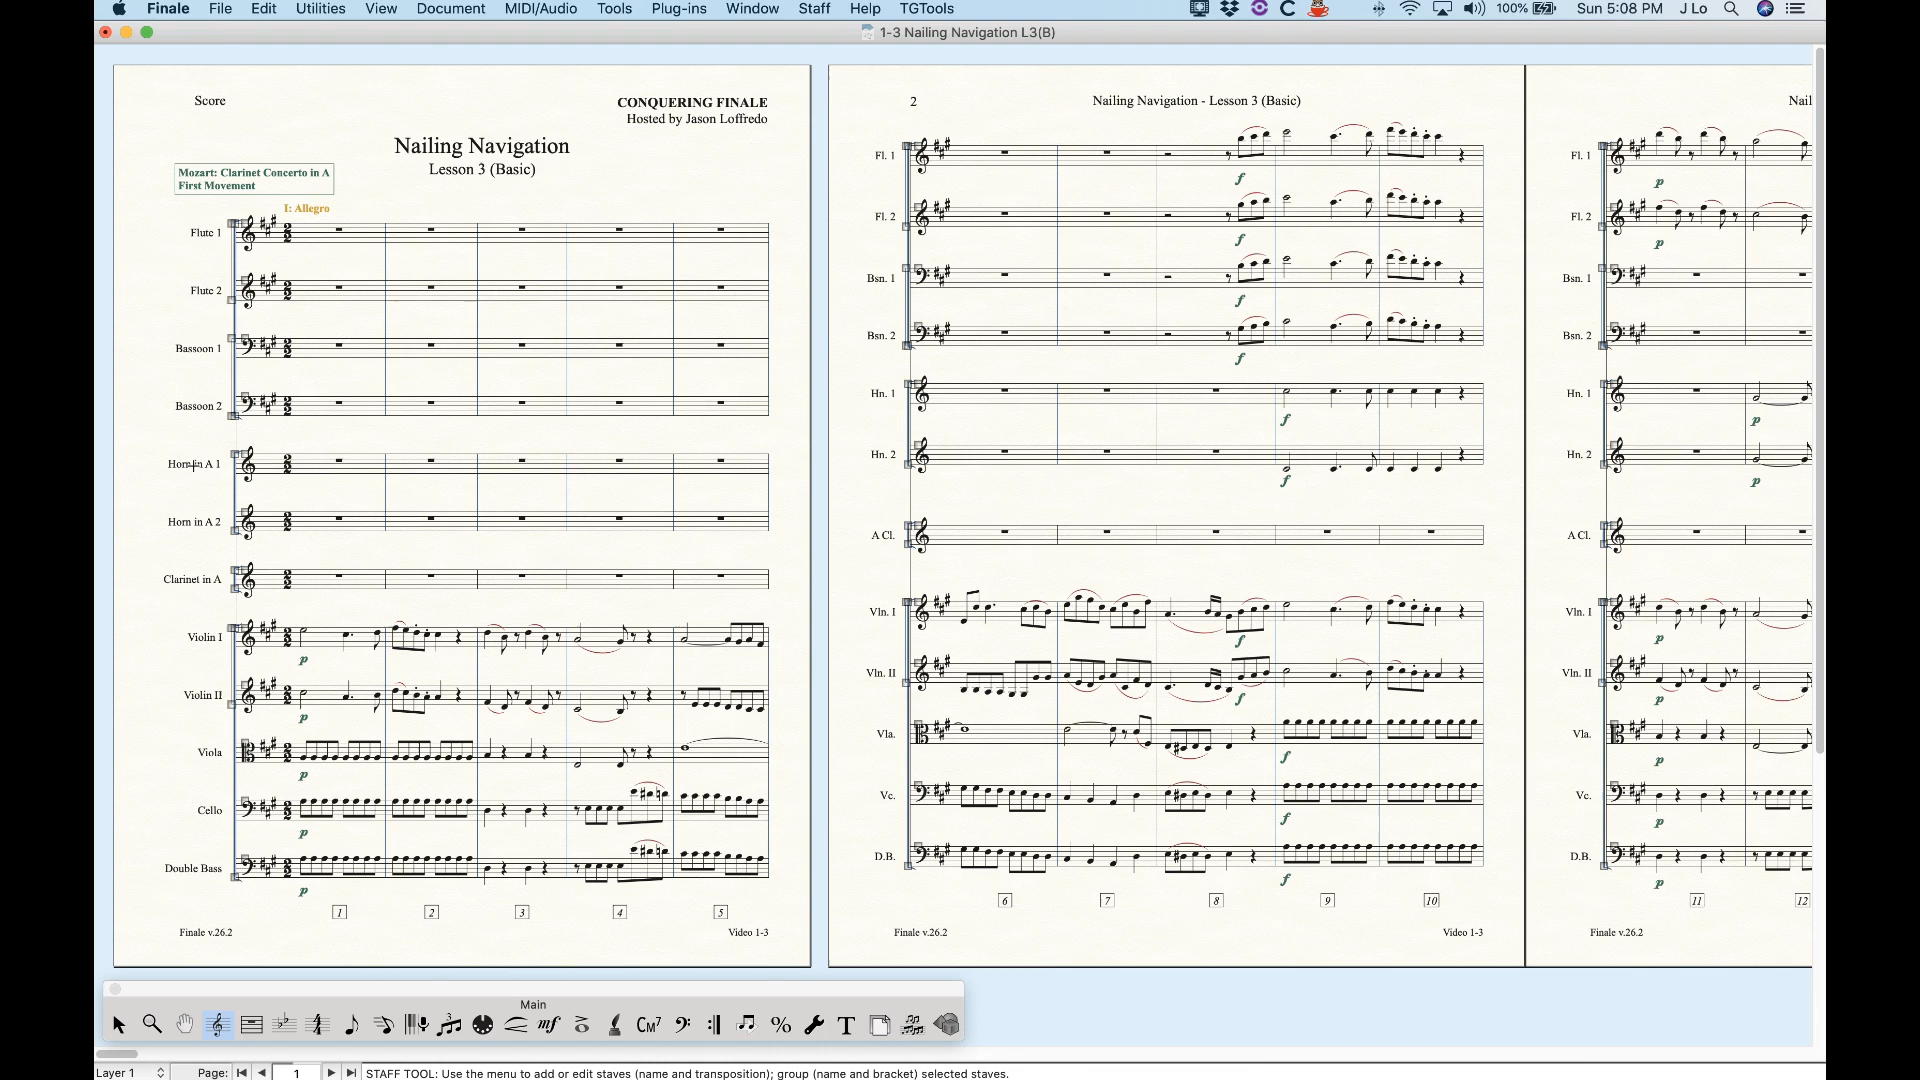 Finale File Edit Utilities View Document MIDI/Audio Tools Plug-ins Window Staff Help TGTools 100% Sun 5:08 PM J Lo
1-3 Nailing Navigation L3(B)
Score
CONQUERING FINALE
Hosted by Jason Loffredo
Nailing Navigation
Lesson 3 (Basic)
Mozart: Clarinet Concerto in A
First Movement
I: Allegro
Flute 1
Flute 2
Bassoon 1
Bassoon 2
Horn in A 1
Horn in A 2
Clarinet in A
Violin I
p
Violin II
p
Viola
p
Cello
p
Double Bass
p
1 2 3 4 5
Finale v.26.2 Video 1-3
2 Nailing Navigation - Lesson 3 (Basic)
Fl. 1
f
Fl. 2
f
Bsn. 1
f
Bsn. 2
f
Hn. 1
f
Hn. 2
f
A Cl.
Vln. I
f
Vln. II
f
Vla.
f
Vc.
f
D.B.
f
6 7 8 9 10
Finale v.26.2 Video 1-3
Nail
Fl. 1
p
Fl. 2
p
Bsn. 1
Bsn. 2
Hn. 1
p
Hn. 2
p
A Cl.
Vln. I
p
Vln. II
p
Vla.
p
Vc.
p
D.B.
p
11 12
Finale v.26.2
Main
mf CM7 % T
Layer 1 Page: 1 STAFF TOOL: Use the menu to add or edit staves (name and transposition); group (name and bracket) selected staves.